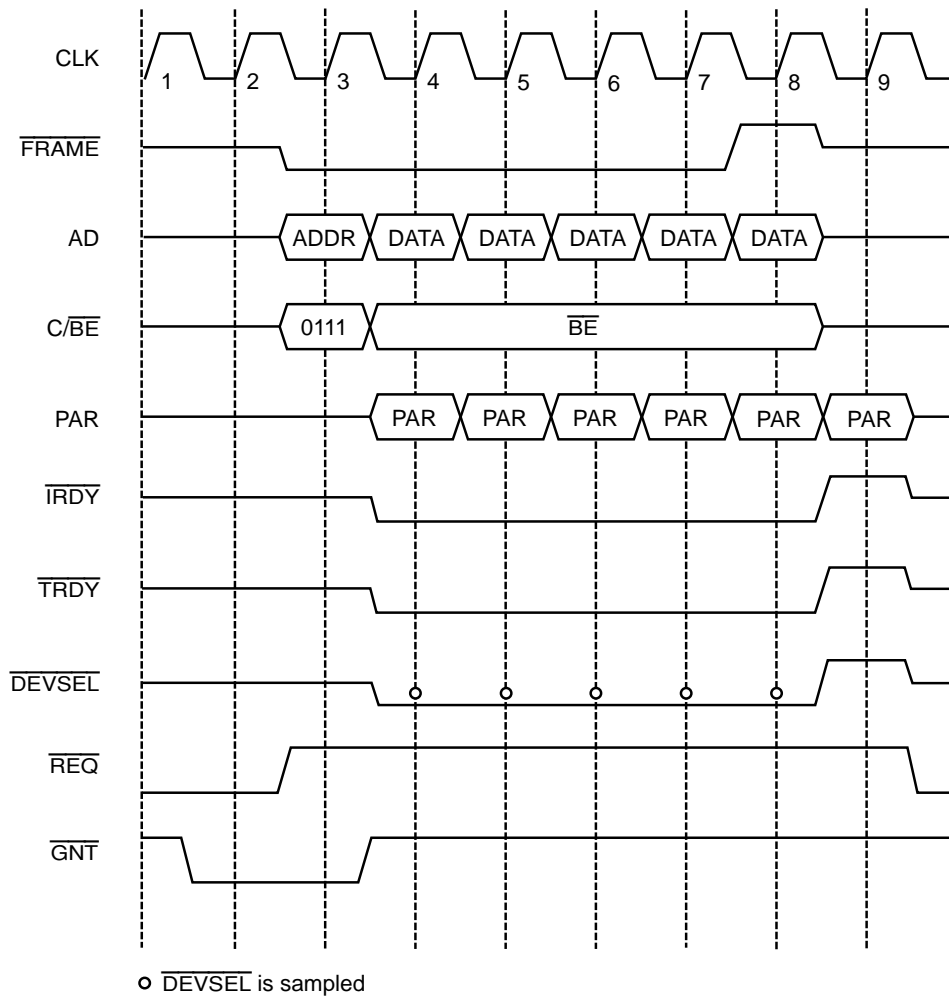 CLK
1 2 3 4 5 6 7 8 9
FRAME
AD ADDR DATA DATA DATA DATA DATA
C/BE 0111 BE
PAR PAR PAR PAR PAR PAR PAR
IRDY
TRDY
DEVSEL
REQ
GNT
DEVSEL is sampled